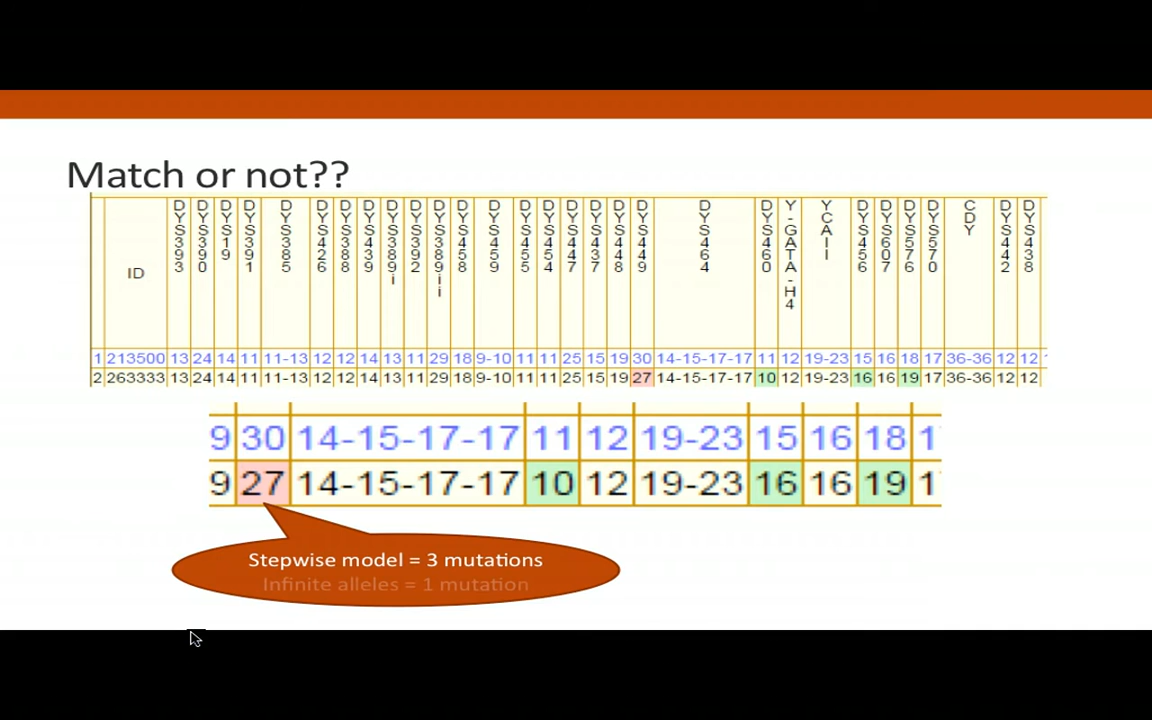 Match or not??
ID DYS393 DYS390 DYS19 DYS391 DYS385 DYS426 DYS388 DYS439 DYS389i DYS392 DYS389ii DYS458 DYS459 DYS455 DYS454 DYS447 DYS437 DYS448 DYS449 DYS464 DYS460 Y-GATA-H4 YCAII DYS456 DYS607 DYS576 DYS570 CDY DYS442 DYS438
1 213500 13 24 14 11 11-13 12 12 14 13 11 29 18 9-10 11 11 25 15 19 30 14-15-17-17 11 12 19-23 15 16 18 17 36-36 12 12
2 263333 13 24 14 11 11-13 12 12 14 13 11 29 18 9-10 11 11 25 15 19 27 14-15-17-17 10 12 19-23 16 16 19 17 36-36 12 12
9 30 14-15-17-17 11 12 19-23 15 16 18 1
9 27 14-15-17-17 10 12 19-23 16 16 19 1
Stepwise model = 3 mutations
Infinite alleles = 1 mutation